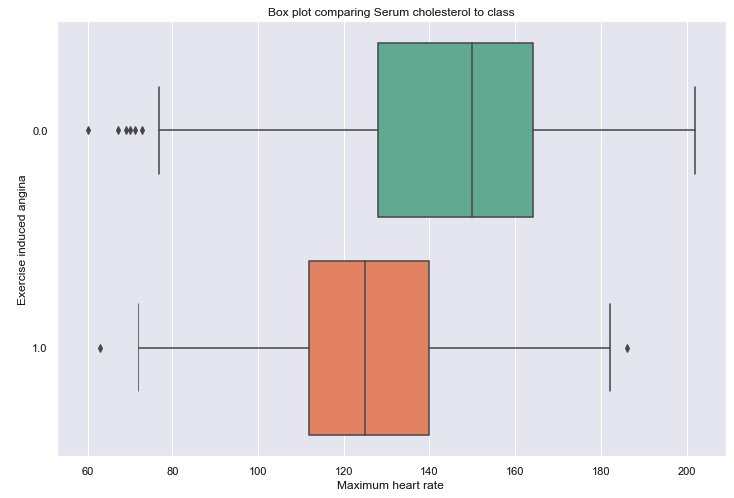 Box plot comparing Serum cholesterol to class
Exercise induced angina
0.0
1.0
60 80 100 120 140 160 180 200
Maximum heart rate